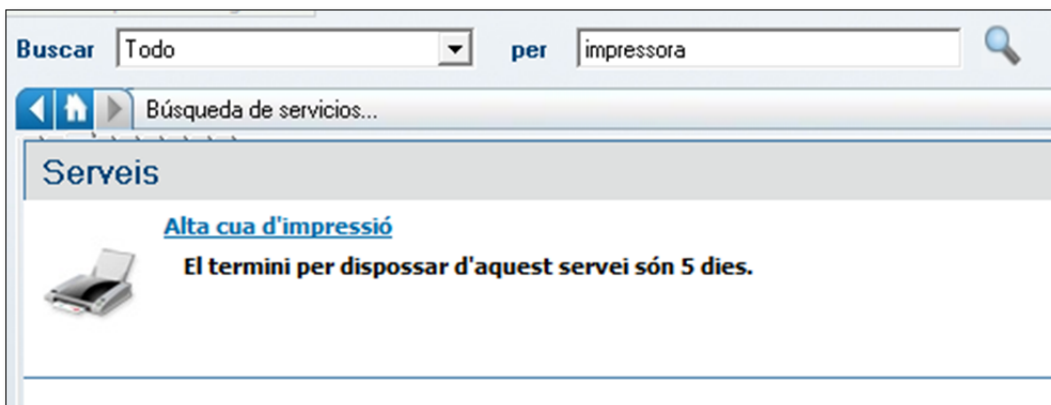 Buscar Todo per impressora
Búsqueda de servicios...
Serveis
Alta cua d'impressió
El termini per dispossar d'aquest servei són 5 dies.